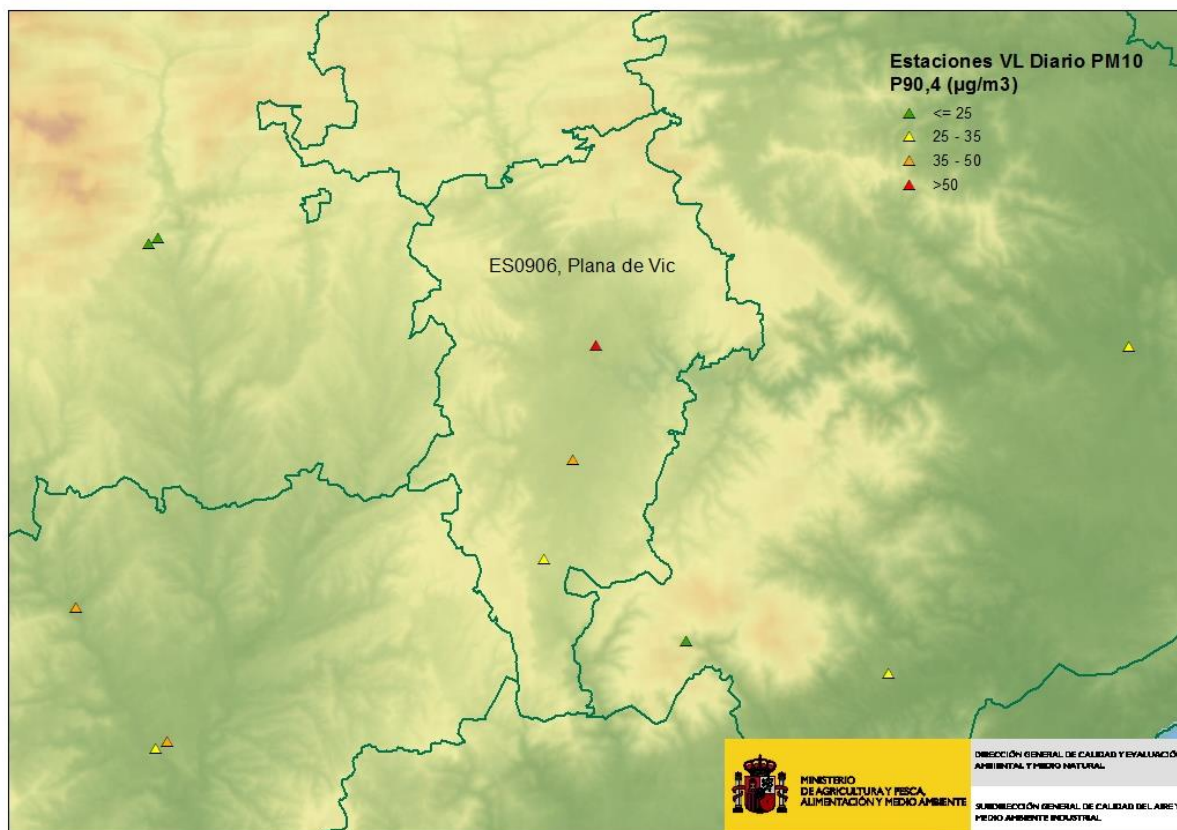 Estaciones VL Diario PM10
P90,4 (µg/m3)
<= 25
25 - 35
35 - 50
>50
ES0906, Plana de Vic
MINISTERIO
DE AGRICULTURA Y PESCA,
ALIMENTACIÓN Y MEDIO AMBIENTE
DIRECCIÓN GENERAL DE CALIDAD Y EVALUACIÓ
AMBIENTAL Y MEDIO NATURAL
SUBDIRECCIÓN GENERAL DE CALIDAD DEL AIRE Y
MEDIO AMBIENTE INDUSTRIAL